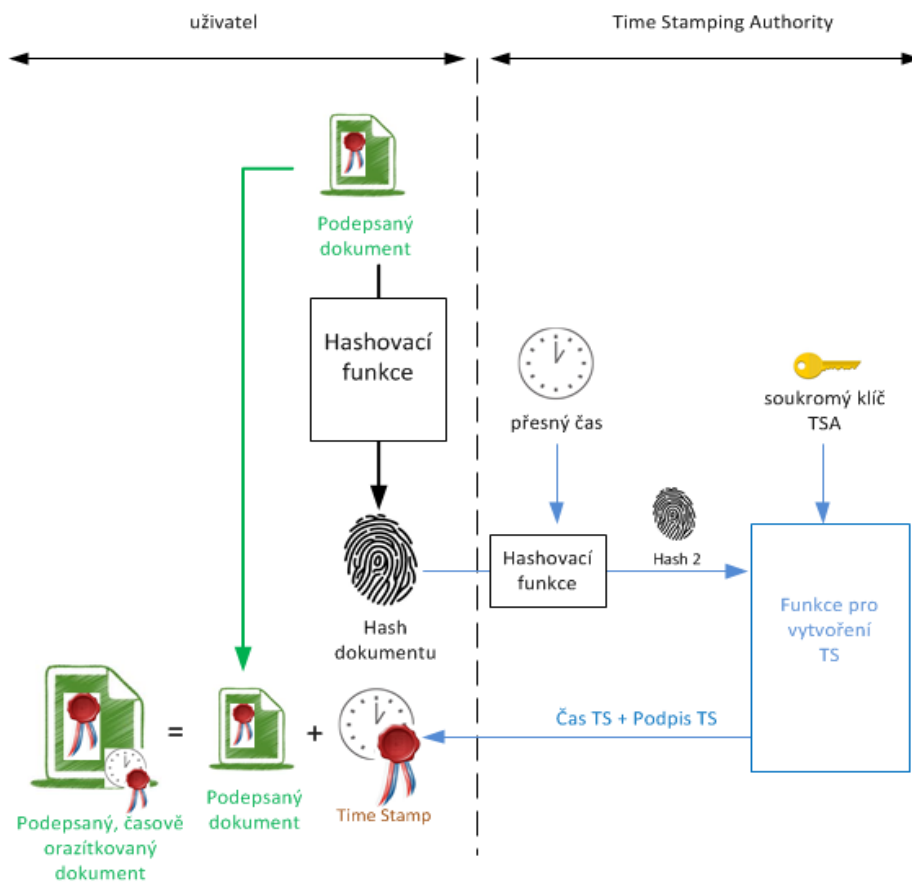 uživatel
Time Stamping Authority
Podepsaný
dokument
Hashovací
funkce
přesný čas
soukromý klíč
TSA
Hashovací
funkce
Hash 2
Hash
dokumentu
Funkce pro
vytvoření
TS
Čas TS + Podpis TS
=
+
Podepsaný, časově
orazítkovaný
dokument
Podepsaný
dokument
Time Stamp